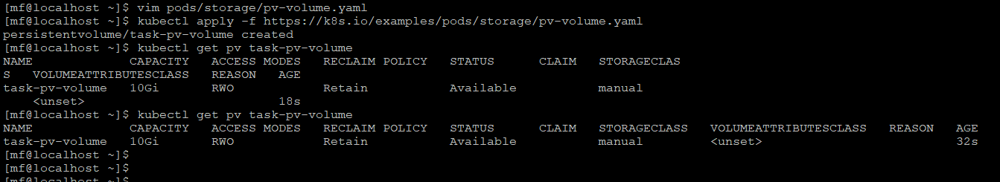 [mf@localhost ~]$ vim pods/storage/pv-volume.yaml
[mf@localhost ~]$ kubectl apply -f https://k8s.io/examples/pods/storage/pv-volume.yaml
persistentvolume/task-pv-volume created
[mf@localhost ~]$ kubectl get pv task-pv-volume
NAME             CAPACITY   ACCESS MODES   RECLAIM POLICY   STATUS      CLAIM   STORAGECLAS
S   VOLUMEATTRIBUTESCLASS   REASON   AGE
task-pv-volume   10Gi       RWO            Retain           Available           manual
    <unset>                          18s
[mf@localhost ~]$ kubectl get pv task-pv-volume
NAME             CAPACITY   ACCESS MODES   RECLAIM POLICY   STATUS      CLAIM   STORAGECLASS   VOLUMEATTRIBUTESCLASS   REASON   AGE
task-pv-volume   10Gi       RWO            Retain           Available           manual         <unset>                          32s
[mf@localhost ~]$
[mf@localhost ~]$
[mf@localhost ~]$